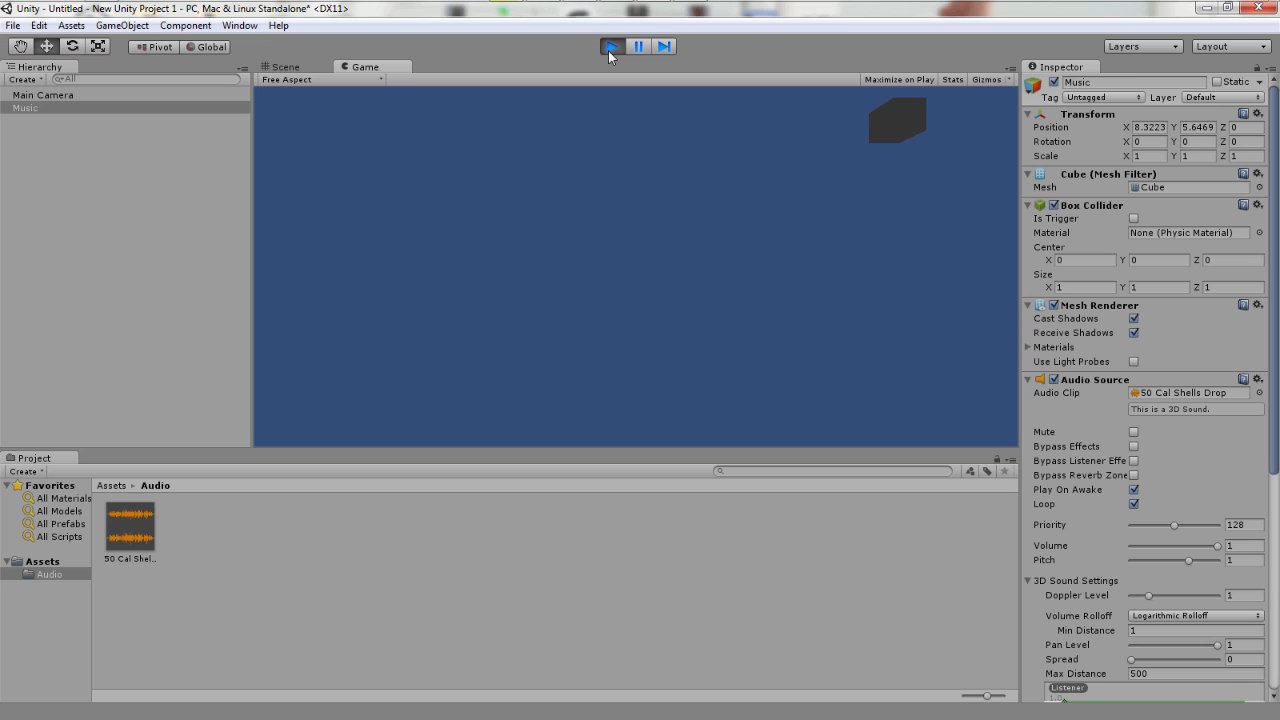 Unity - Untitled - New Unity Project 1 - PC, Mac & Linux Standalone* <DX11>
File Edit Assets GameObject Component Window Help
Pivot Global Layers Layout
Hierarchy
Create All
Main Camera
Music
Scene Game
Free Aspect Maximize on Play Stats Gizmos
Inspector
Music Static
Tag Untagged Layer Default
Transform
Position X 8.3223 Y 5.6469 Z 0
Rotation X 0 Y 0 Z 0
Scale X 1 Y 1 Z 1
Cube (Mesh Filter)
Mesh Cube
Box Collider
Is Trigger
Material None (Physic Material)
Center
X 0 Y 0 Z 0
Size
X 1 Y 1 Z 1
Mesh Renderer
Cast Shadows
Receive Shadows
Materials
Use Light Probes
Audio Source
Audio Clip 50 Cal Shells Drop
This is a 3D Sound.
Mute
Bypass Effects
Bypass Listener Effe
Bypass Reverb Zone
Play On Awake
Loop
Priority 128
Volume 1
Pitch 1
3D Sound Settings
Doppler Level 1
Volume Rolloff Logarithmic Rolloff
Min Distance 1
Pan Level 1
Spread 0
Max Distance 500
Listener
1.0
Project
Create
Favorites
All Materials
All Models
All Prefabs
All Scripts
Assets
Audio
Assets Audio
50 Cal Shel..